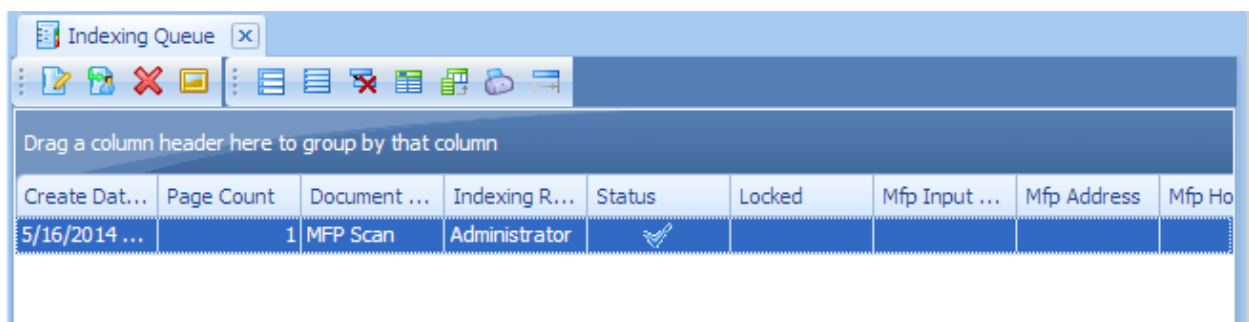 Indexing Queue
Drag a column header here to group by that column
Create Dat... Page Count Document ... Indexing R... Status Locked Mfp Input ... Mfp Address Mfp Ho
5/16/2014 ... 1 MFP Scan Administrator